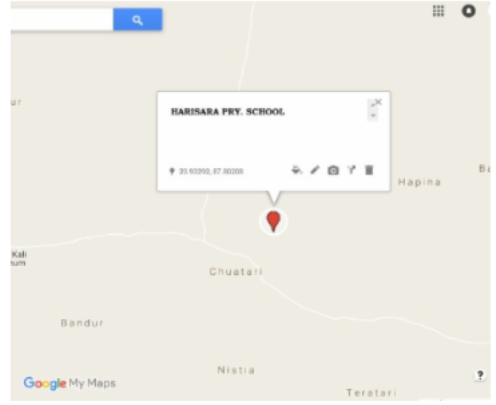 HARISARA PRY. SCHOOL
Hapina
Kali
Chuatari
Bandur
Nistia
Google My Maps
Teratari
?